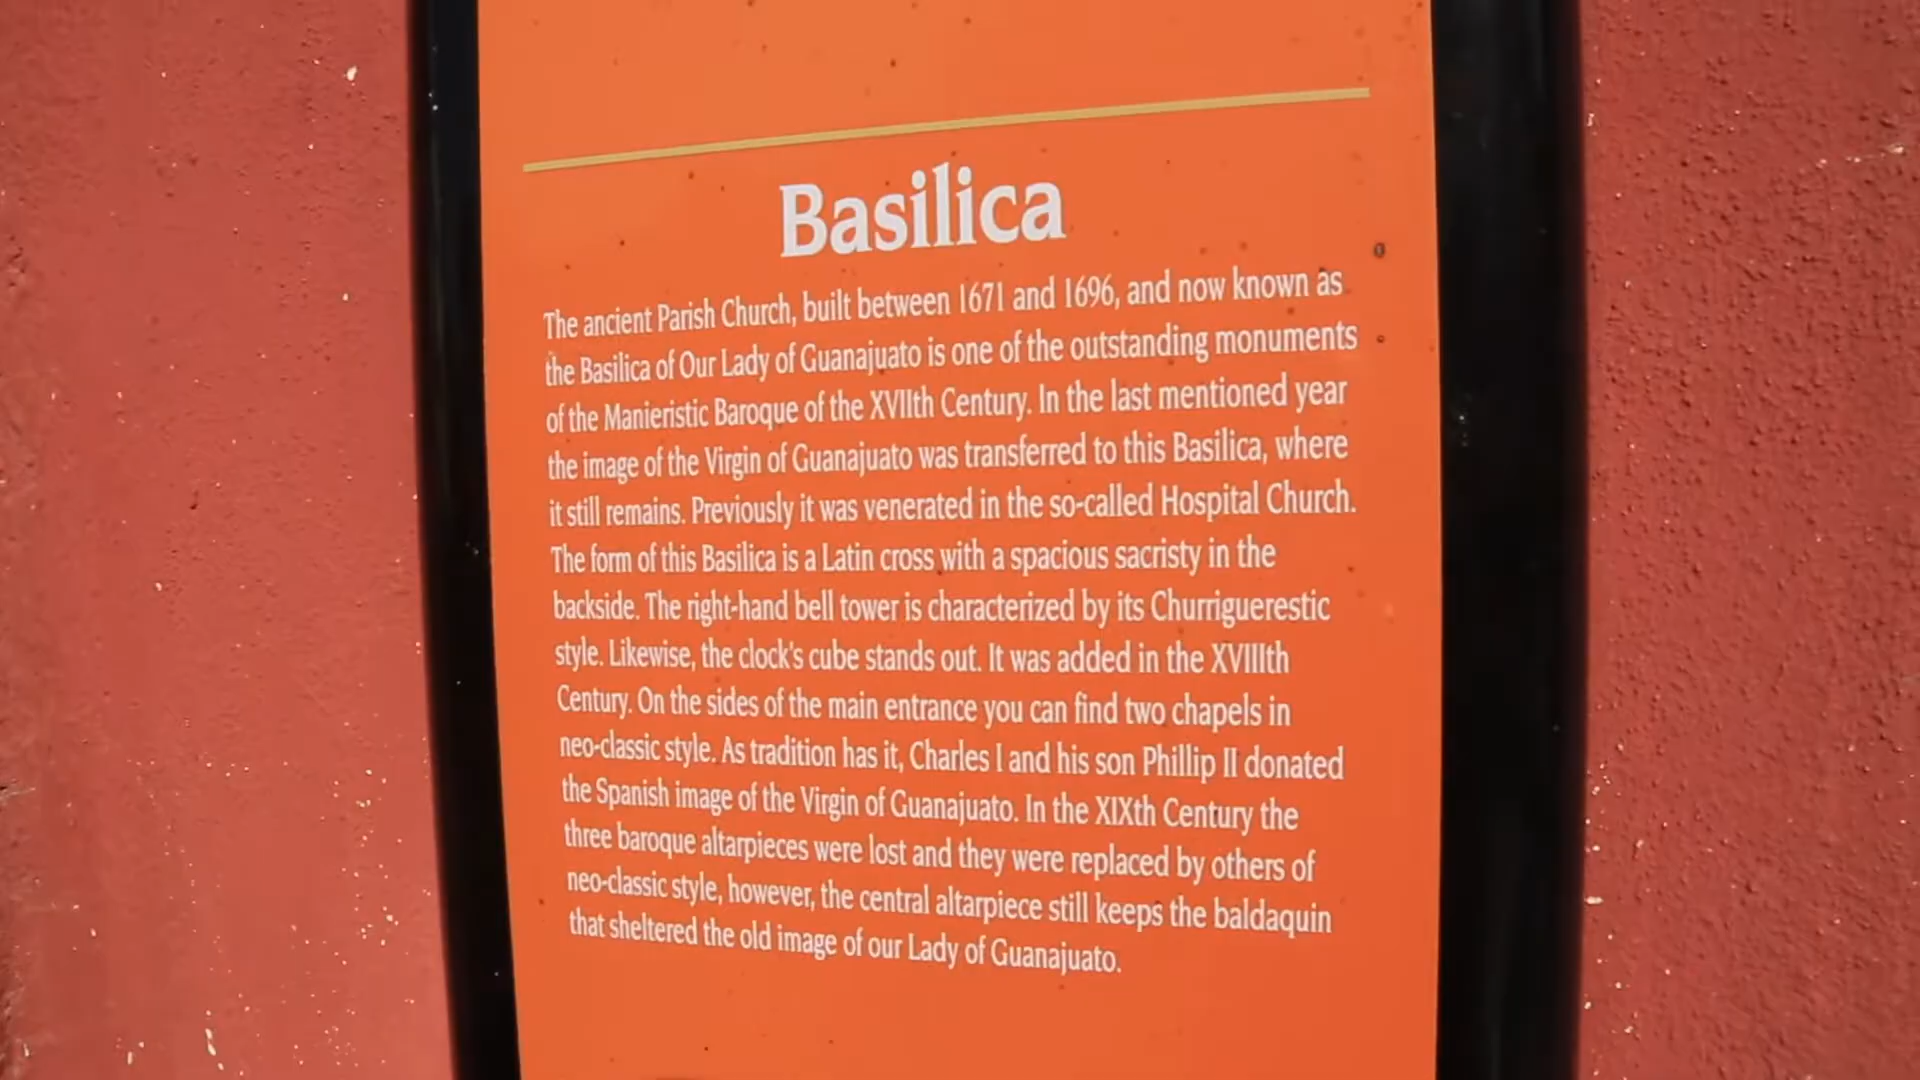 Basilica
The ancient Parish Church, built between 1671 and 1696, and now known as
the Basilica of Our Lady of Guanajuato is one of the outstanding monuments
of the Manieristic Baroque of the XVIIth Century. In the last mentioned year
the image of the Virgin of Guanajuato was transferred to this Basilica, where
it still remains. Previously it was venerated in the so-called Hospital Church.
The form of this Basilica is a Latin cross with a spacious sacristy in the
backside. The right-hand bell tower is characterized by its Churriguerestic
style. Likewise, the clock's cube stands out. It was added in the XVIIIth
Century. On the sides of the main entrance you can find two chapels in
neo-classic style. As tradition has it, Charles I and his son Phillip II donated
the Spanish image of the Virgin of Guanajuato. In the XIXth Century the
three baroque altarpieces were lost and they were replaced by others of
neo-classic style, however, the central altarpiece still keeps the baldaquin
that sheltered the old image of our Lady of Guanajuato.